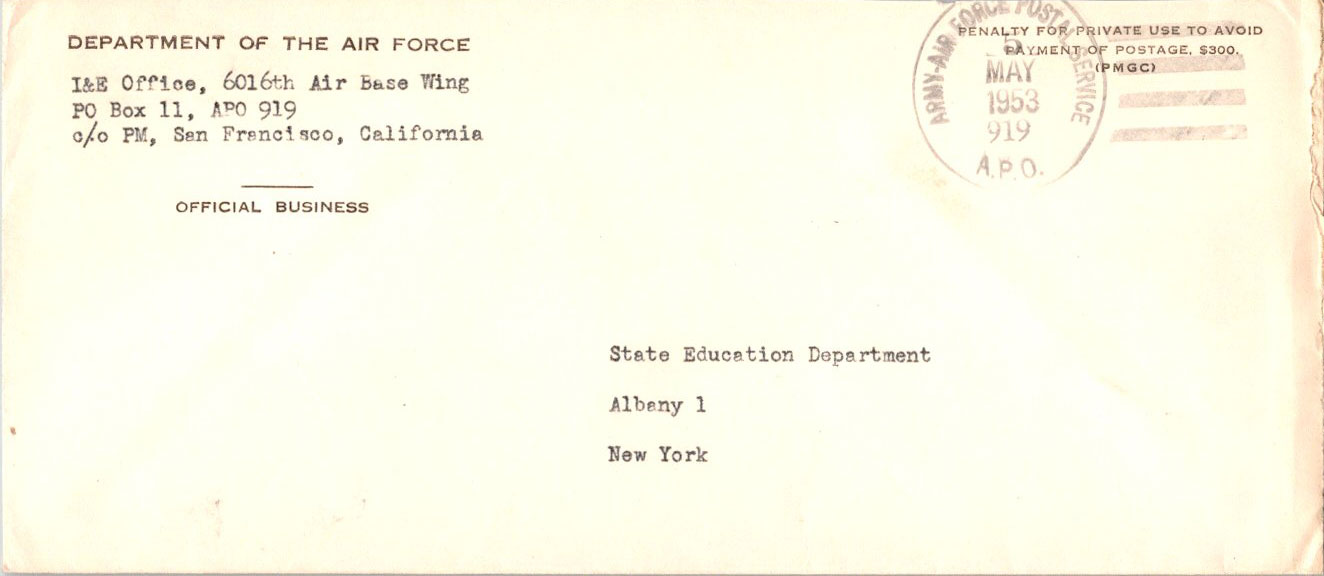 DEPARTMENT OF THE AIR FORCE
I&E Office, 6016th Air Base Wing
PO Box 11, APO 919
c/o PM, San Francisco, California
OFFICIAL BUSINESS
ARMY-AIR FORCE POSTAL SERVICE
5
MAY
1953
919
A.P.O.
PENALTY FOR PRIVATE USE TO AVOID
PAYMENT OF POSTAGE, $300.
(PMGC)
State Education Department
Albany 1
New York